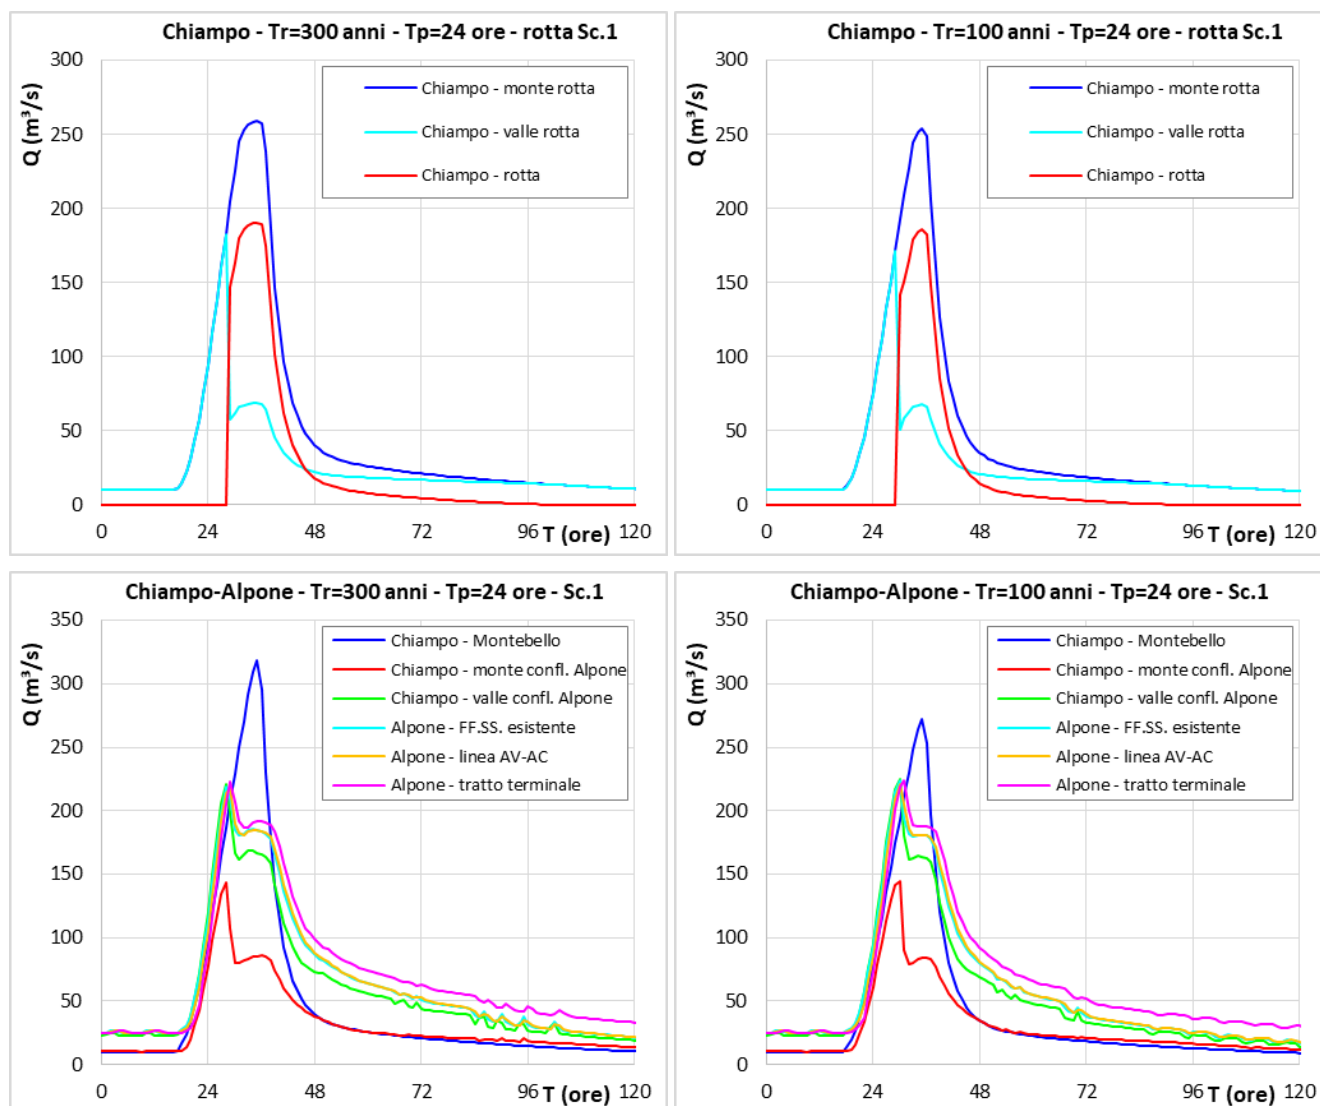 Chiampo - Tr=300 anni - Tp=24 ore - rotta Sc.1
300
250
200
150
100
50
0
Q (m³/s)
Chiampo - monte rotta
Chiampo - valle rotta
Chiampo - rotta
0 24 48 72 96 T (ore) 120
Chiampo - Tr=100 anni - Tp=24 ore - rotta Sc.1
300
250
200
150
100
50
0
Q (m³/s)
Chiampo - monte rotta
Chiampo - valle rotta
Chiampo - rotta
0 24 48 72 96 T (ore) 120
Chiampo-Alpone - Tr=300 anni - Tp=24 ore - Sc.1
350
300
250
200
150
100
50
0
Q (m³/s)
Chiampo - Montebello
Chiampo - monte confl. Alpone
Chiampo - valle confl. Alpone
Alpone - FF.SS. esistente
Alpone - linea AV-AC
Alpone - tratto terminale
0 24 48 72 96 T (ore) 120
Chiampo-Alpone - Tr=100 anni - Tp=24 ore - Sc.1
350
300
250
200
150
100
50
0
Q (m³/s)
Chiampo - Montebello
Chiampo - monte confl. Alpone
Chiampo - valle confl. Alpone
Alpone - FF.SS. esistente
Alpone - linea AV-AC
Alpone - tratto terminale
0 24 48 72 96 T (ore) 120